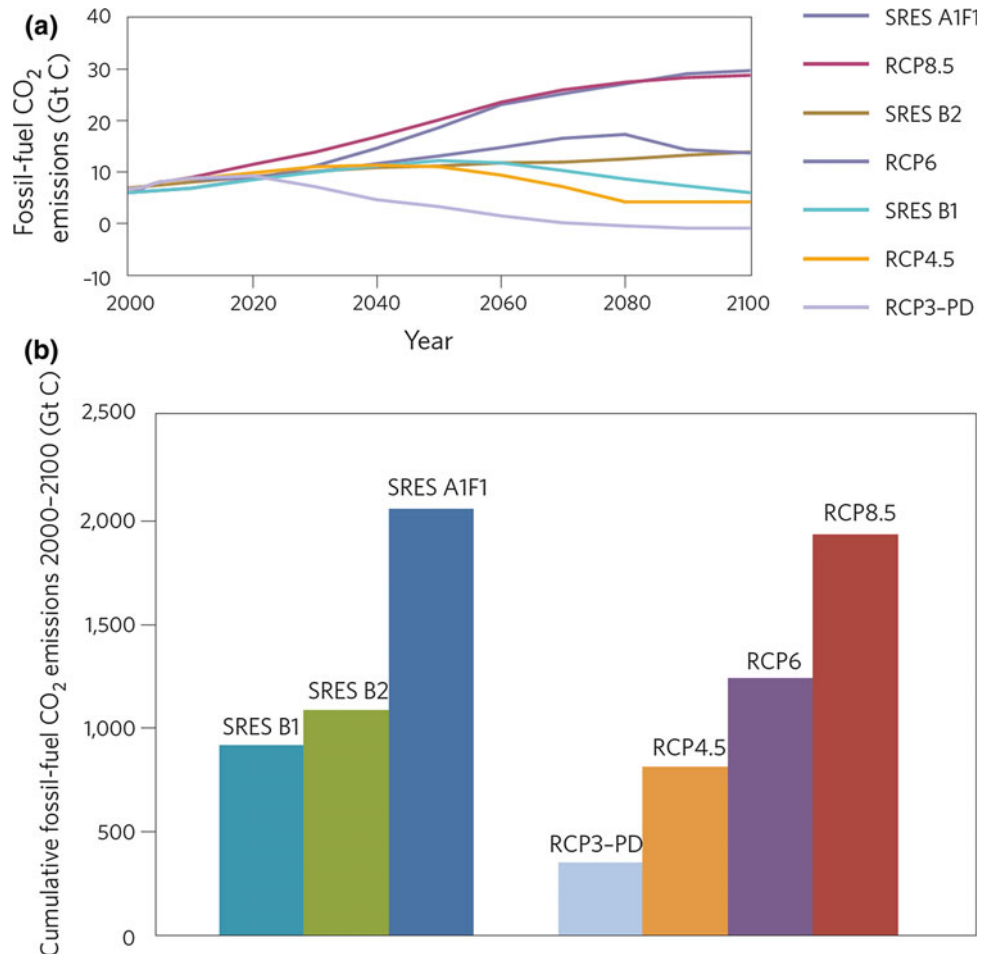 (a)
Fossil-fuel CO₂
emissions (Gt C)
40
30
20
10
0
-10
2000
2020
2040
2060
2080
2100
Year
SRES A1F1
RCP8.5
SRES B2
RCP6
SRES B1
RCP4.5
RCP3–PD
(b)
Cumulative fossil-fuel CO₂ emissions 2000–2100 (Gt C)
2,500
2,000
1,500
1,000
500
0
SRES B1
SRES B2
SRES A1F1
RCP3–PD
RCP4.5
RCP6
RCP8.5